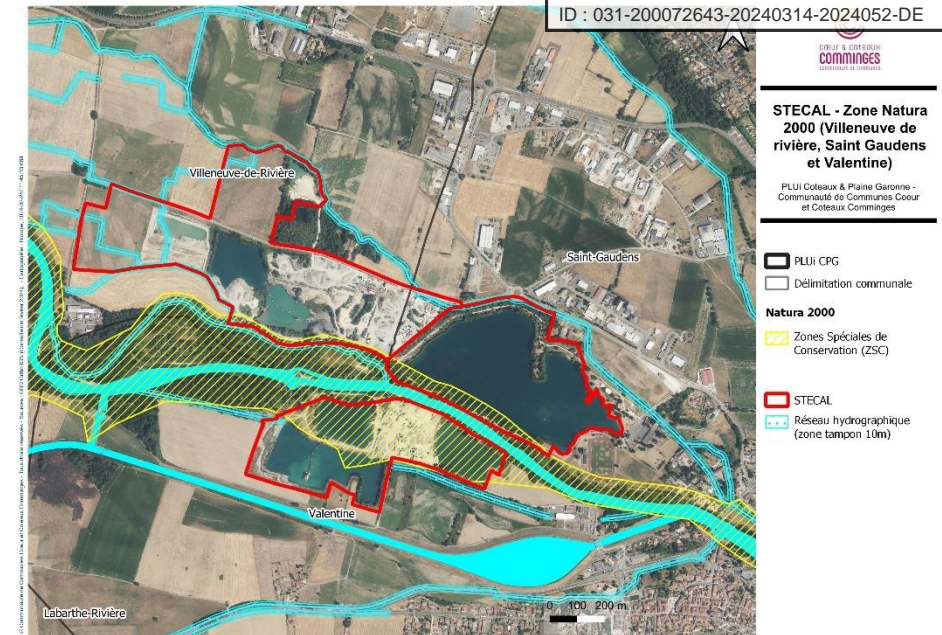 ID : 031-200072643-20240314-2024052-DE
CŒUR & COTEAUX
COMMINGES
STECAL - Zone Natura
2000 (Villeneuve de
rivière, Saint Gaudens
et Valentine)
PLUi Coteaux & Plaine Garonne -
Communauté de Communes Coeur
et Coteaux Comminges
PLUi CPG
Délimitation communale
Natura 2000
Zones Spéciales de
Conservation (ZSC)
STECAL
Réseau hydrographique
(zone tampon 10m)
Villeneuve-de-Rivière
Saint-Gaudens
Valentine
Labarthe-Rivière
0 100 200 m